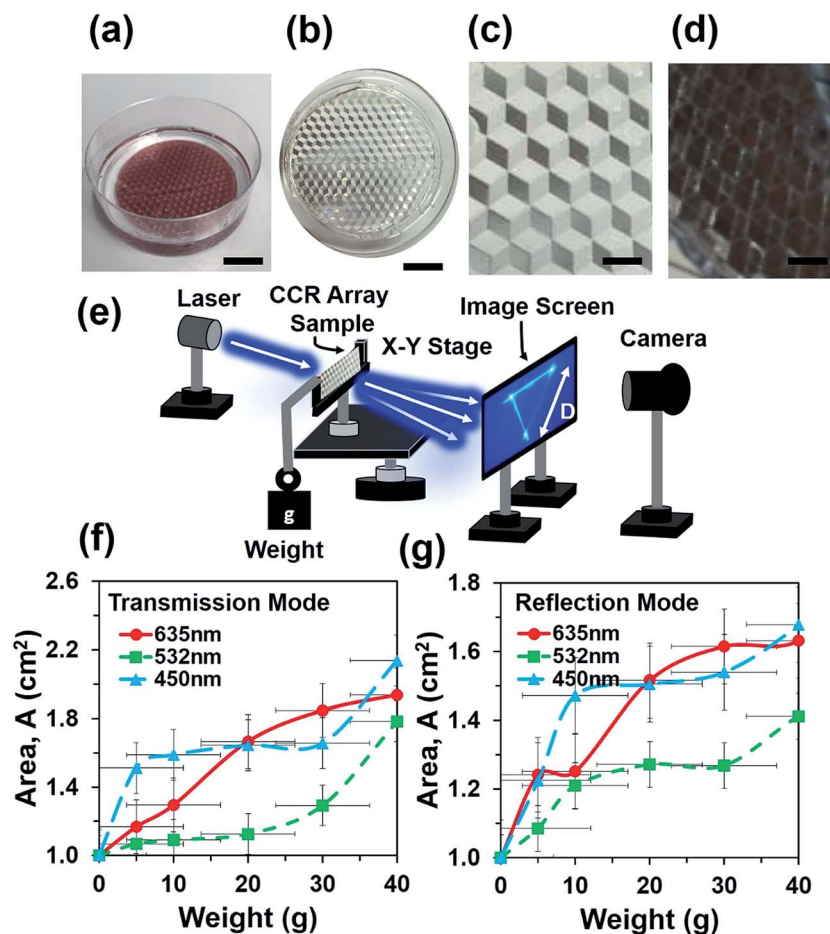 (a)
(b)
(c)
(d)
(e)
Laser
CCR Array
Sample
X-Y Stage
Image Screen
Camera
D
g
Weight
(f)
2.6
2.2
1.8
1.4
1.0
Area, A (cm²)
Transmission Mode
635nm
532nm
450nm
0 10 20 30 40
Weight (g)
(g)
1.8
1.6
1.4
1.2
1.0
Area, A (cm²)
Reflection Mode
635nm
532nm
450nm
0 10 20 30 40
Weight (g)